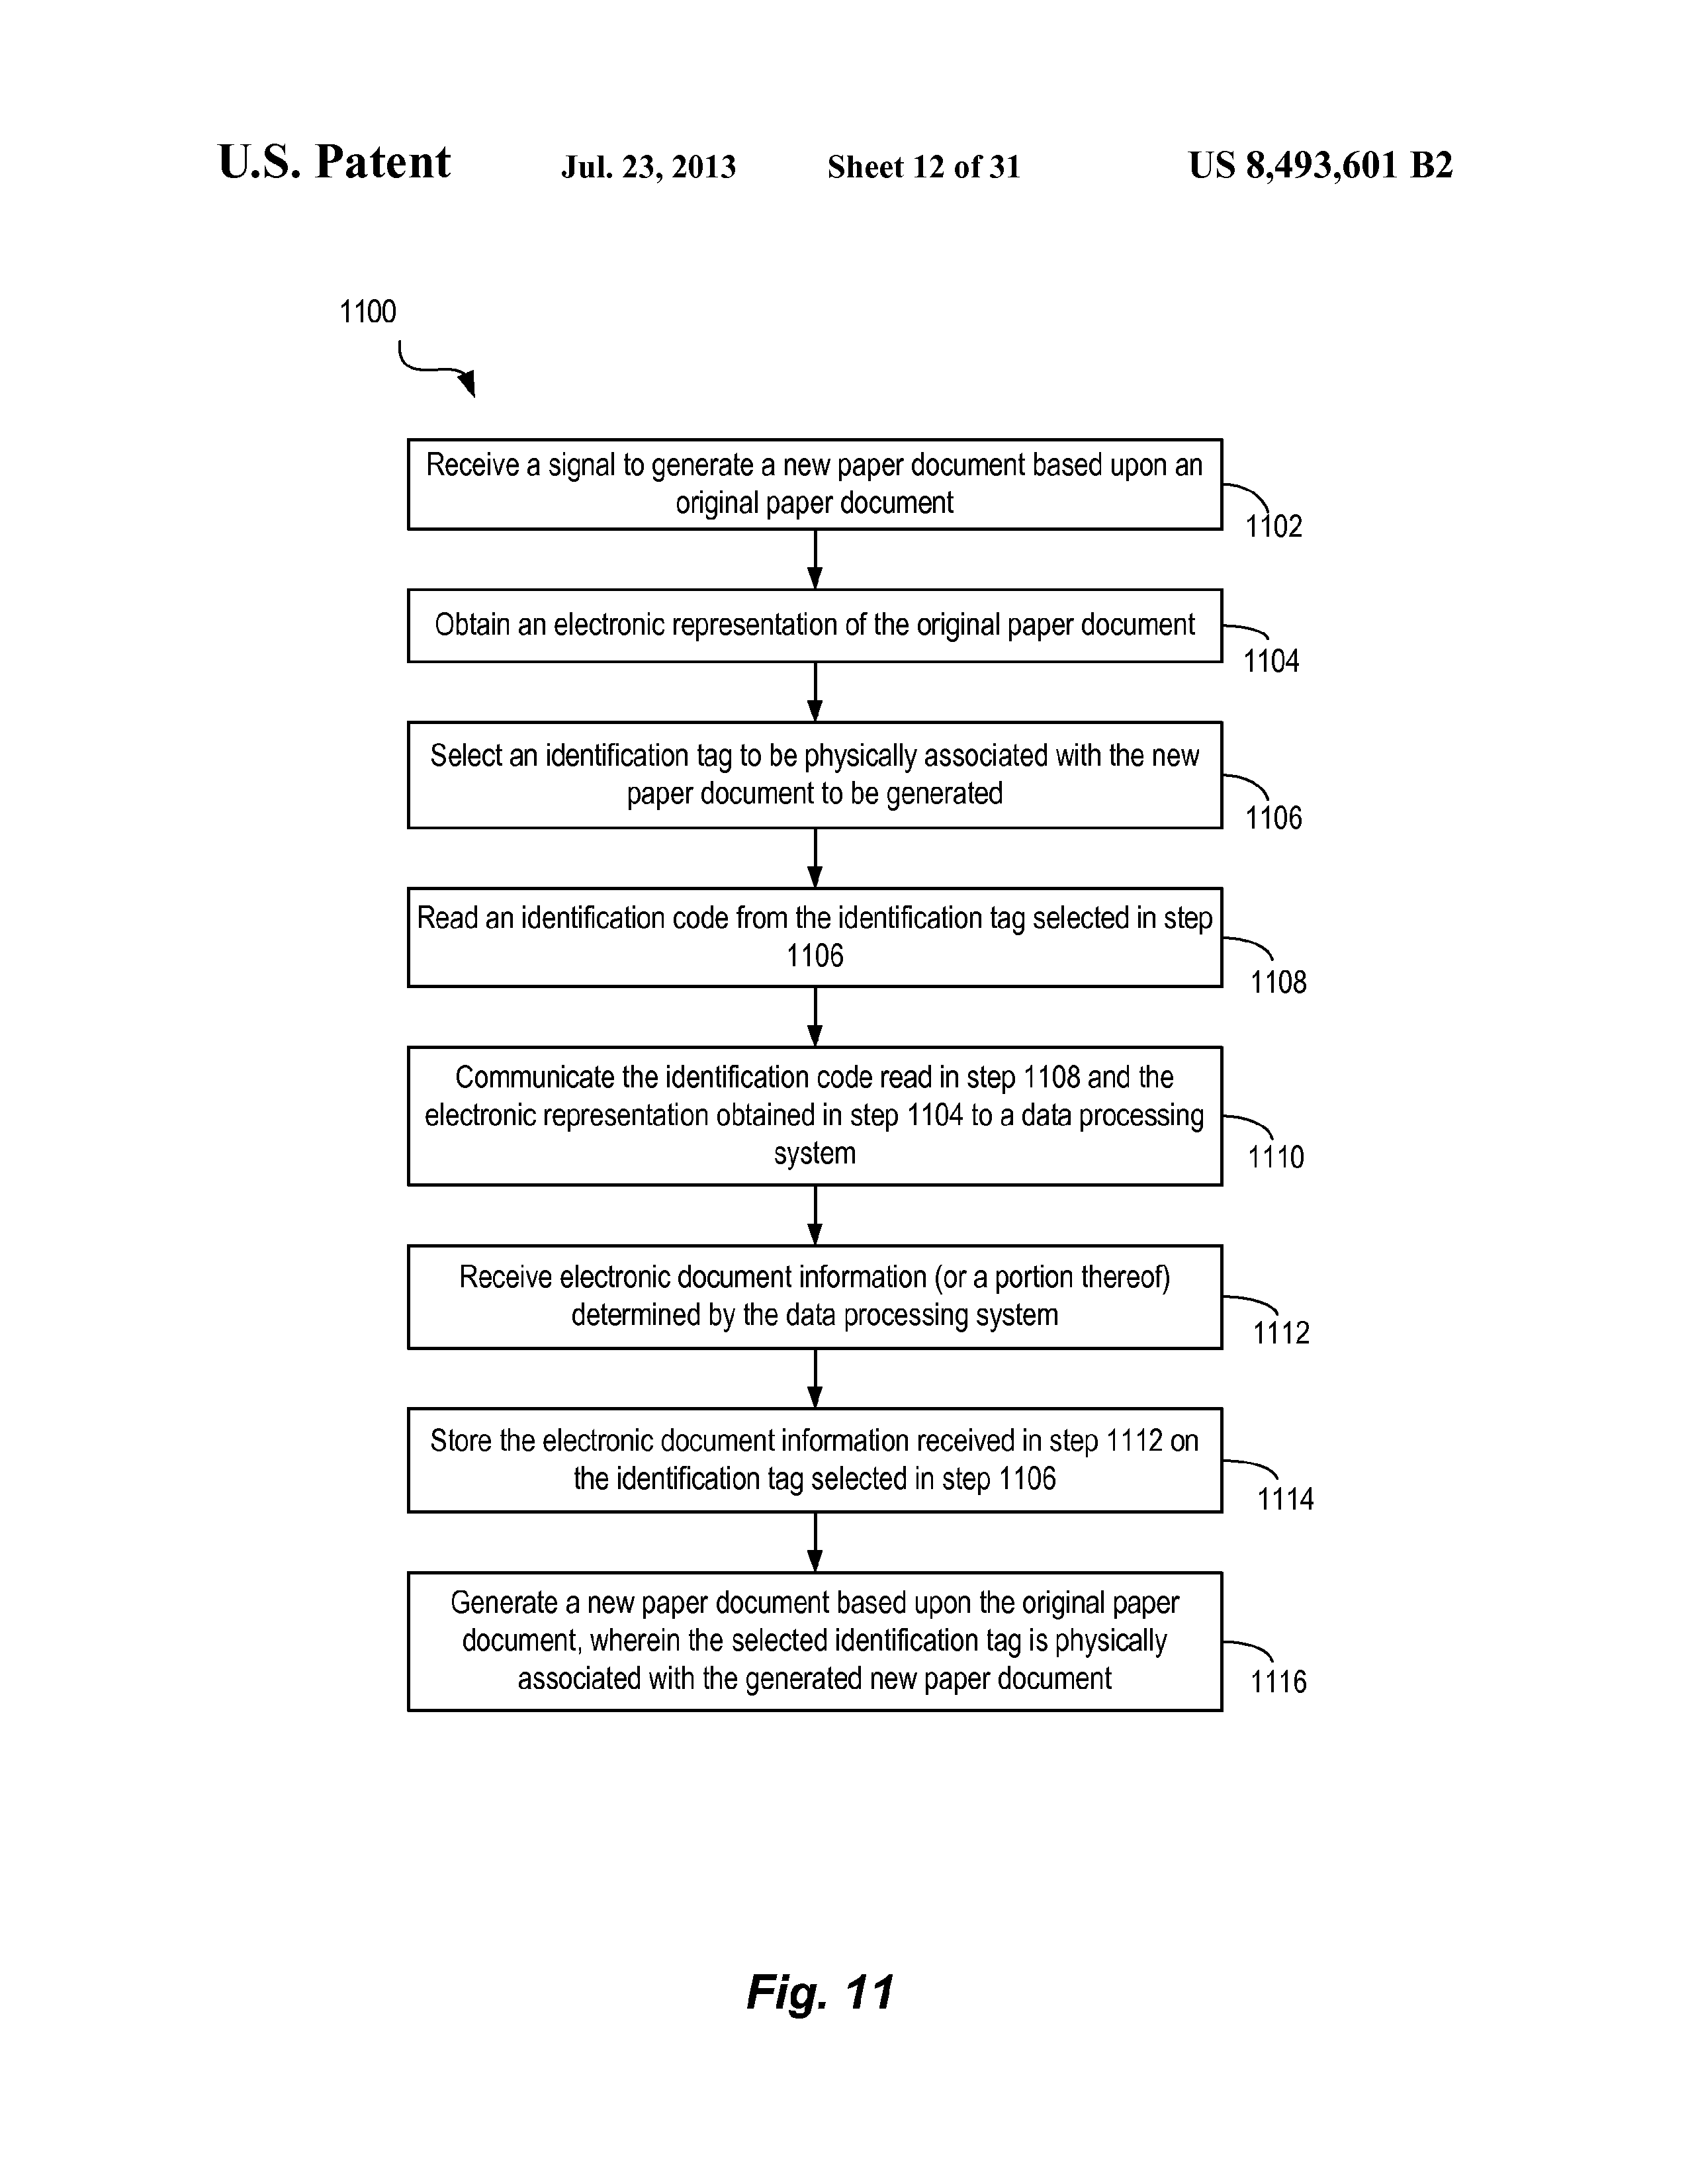 U.S. Patent Jul. 23, 2013 Sheet 12 of 31 US 8,493,601 B2
1100
Receive a signal to generate a new paper document based upon an
original paper document
1102
Obtain an electronic representation of the original paper document
1104
Select an identification tag to be physically associated with the new
paper document to be generated
1106
Read an identification code from the identification tag selected in step
1106
1108
Communicate the identification code read in step 1108 and the
electronic representation obtained in step 1104 to a data processing
system
1110
Receive electronic document information (or a portion thereof)
determined by the data processing system
1112
Store the electronic document information received in step 1112 on
the identification tag selected in step 1106
1114
Generate a new paper document based upon the original paper
document, wherein the selected identification tag is physically
associated with the generated new paper document
1116
Fig. 11